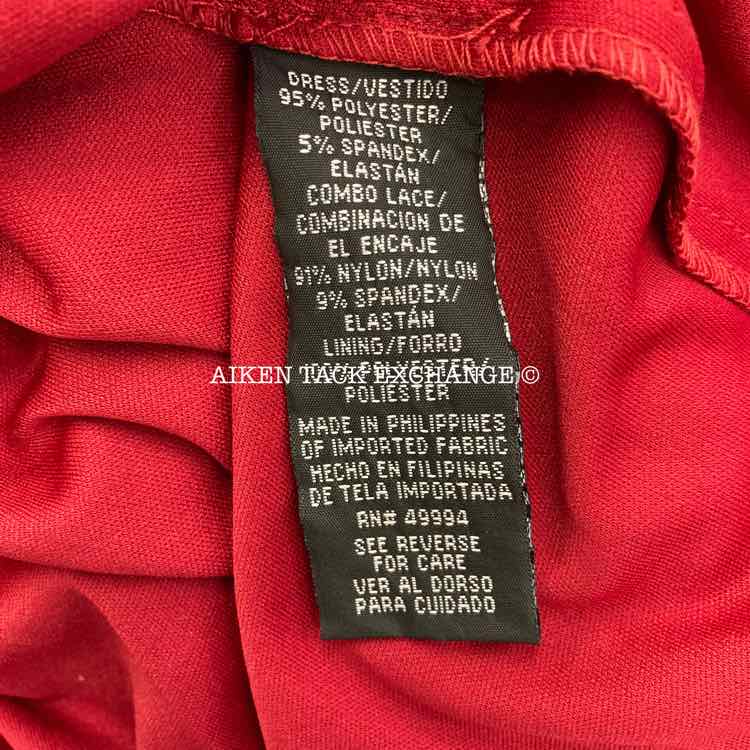 DRESS/VESTIDO
95% POLYESTER/
POLIESTER
5% SPANDEX/
ELASTÁN
COMBO LACE/
COMBINACION DE
EL ENCAJE
91% NYLON/NYLON
9% SPANDEX/
ELASTÁN
LINING/FORRO
POLYESTER/
AIKEN TACK EXCHANGE ©
POLIESTER
MADE IN PHILIPPINES
OF IMPORTED FABRIC
HECHO EN FILIPINAS
DE TELA IMPORTADA
RN# 49994
SEE REVERSE
FOR CARE
VER AL DORSO
PARA CUIDADO